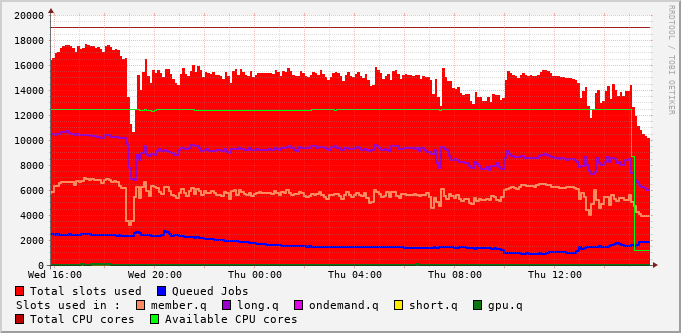 20000
18000
16000
14000
12000
10000
8000
6000
4000
2000
0
Wed 16:00 Wed 20:00 Thu 00:00 Thu 04:00 Thu 08:00 Thu 12:00
Total slots used Queued Jobs
Slots used in : member.q long.q ondemand.q short.q gpu.q
Total CPU cores Available CPU cores
RRDTOOL / TOBI OETIKER